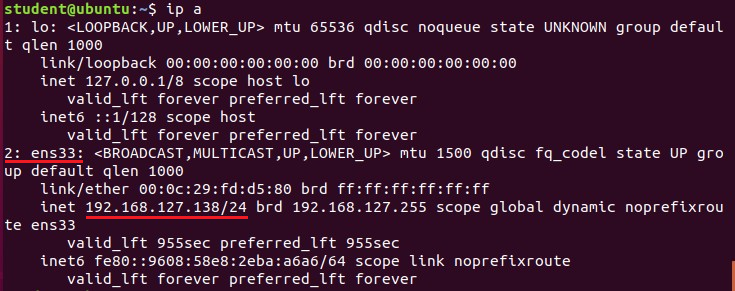 student@ubuntu:~$ ip a
1: lo: <LOOPBACK,UP,LOWER_UP> mtu 65536 qdisc noqueue state UNKNOWN group defaul
t qlen 1000
    link/loopback 00:00:00:00:00:00 brd 00:00:00:00:00:00
    inet 127.0.0.1/8 scope host lo
       valid_lft forever preferred_lft forever
    inet6 ::1/128 scope host
       valid_lft forever preferred_lft forever
2: ens33: <BROADCAST,MULTICAST,UP,LOWER_UP> mtu 1500 qdisc fq_codel state UP gro
up default qlen 1000
    link/ether 00:0c:29:fd:d5:80 brd ff:ff:ff:ff:ff:ff
    inet 192.168.127.138/24 brd 192.168.127.255 scope global dynamic noprefixrou
te ens33
       valid_lft 955sec preferred_lft 955sec
    inet6 fe80::9608:58e8:2eba:a6a6/64 scope link noprefixroute
       valid_lft forever preferred_lft forever